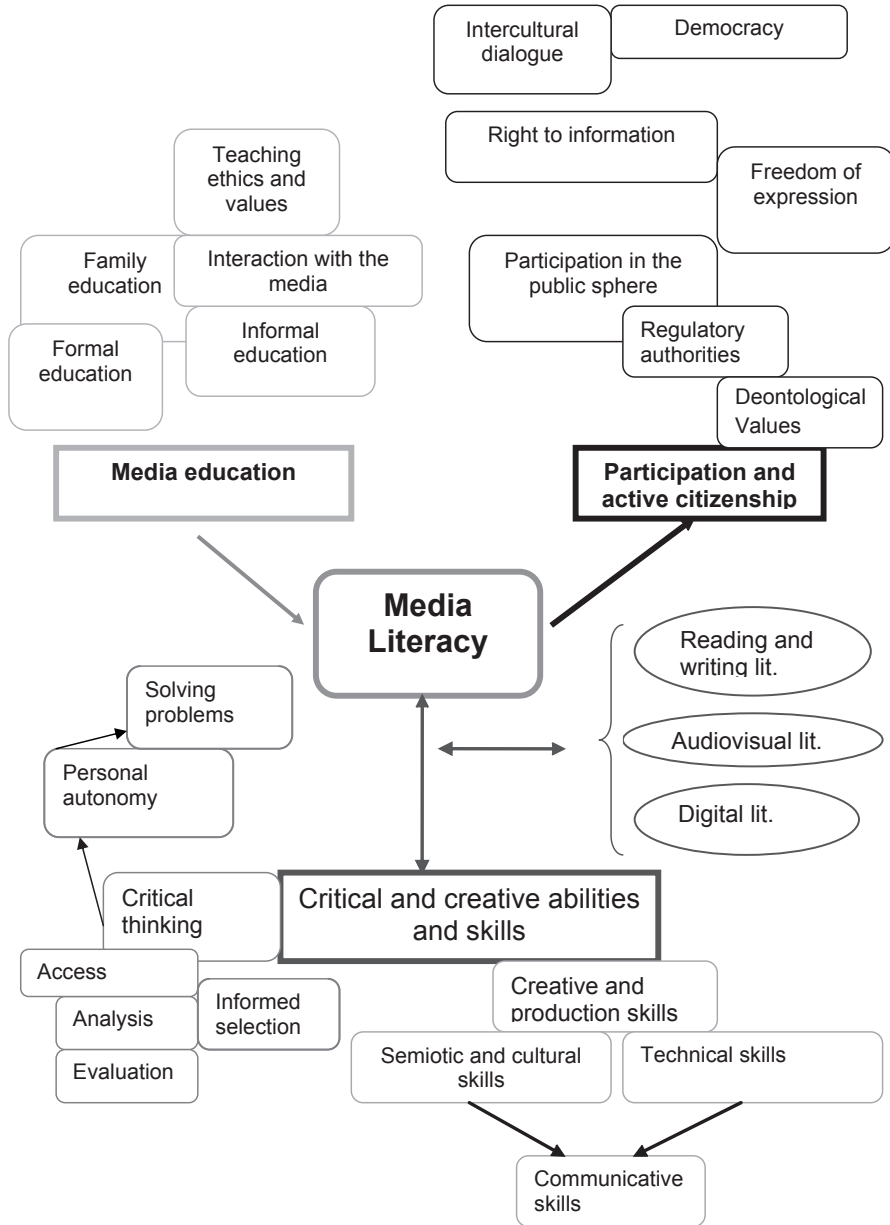 Intercultural
dialogue
Democracy
Right to information
Freedom of
expression
Teaching
ethics and
values
Family
education
Interaction with the
media
Participation in the
public sphere
Formal
education
Informal
education
Regulatory
authorities
Deontological
Values
Media education
Participation and
active citizenship
Media
Literacy
Reading and
writing lit.
Audiovisual lit.
Digital lit.
Solving
problems
Personal
autonomy
Critical
thinking
Critical and creative abilities
and skills
Access
Analysis
Evaluation
Informed
selection
Creative and
production skills
Semiotic and cultural
skills
Technical skills
Communicative
skills